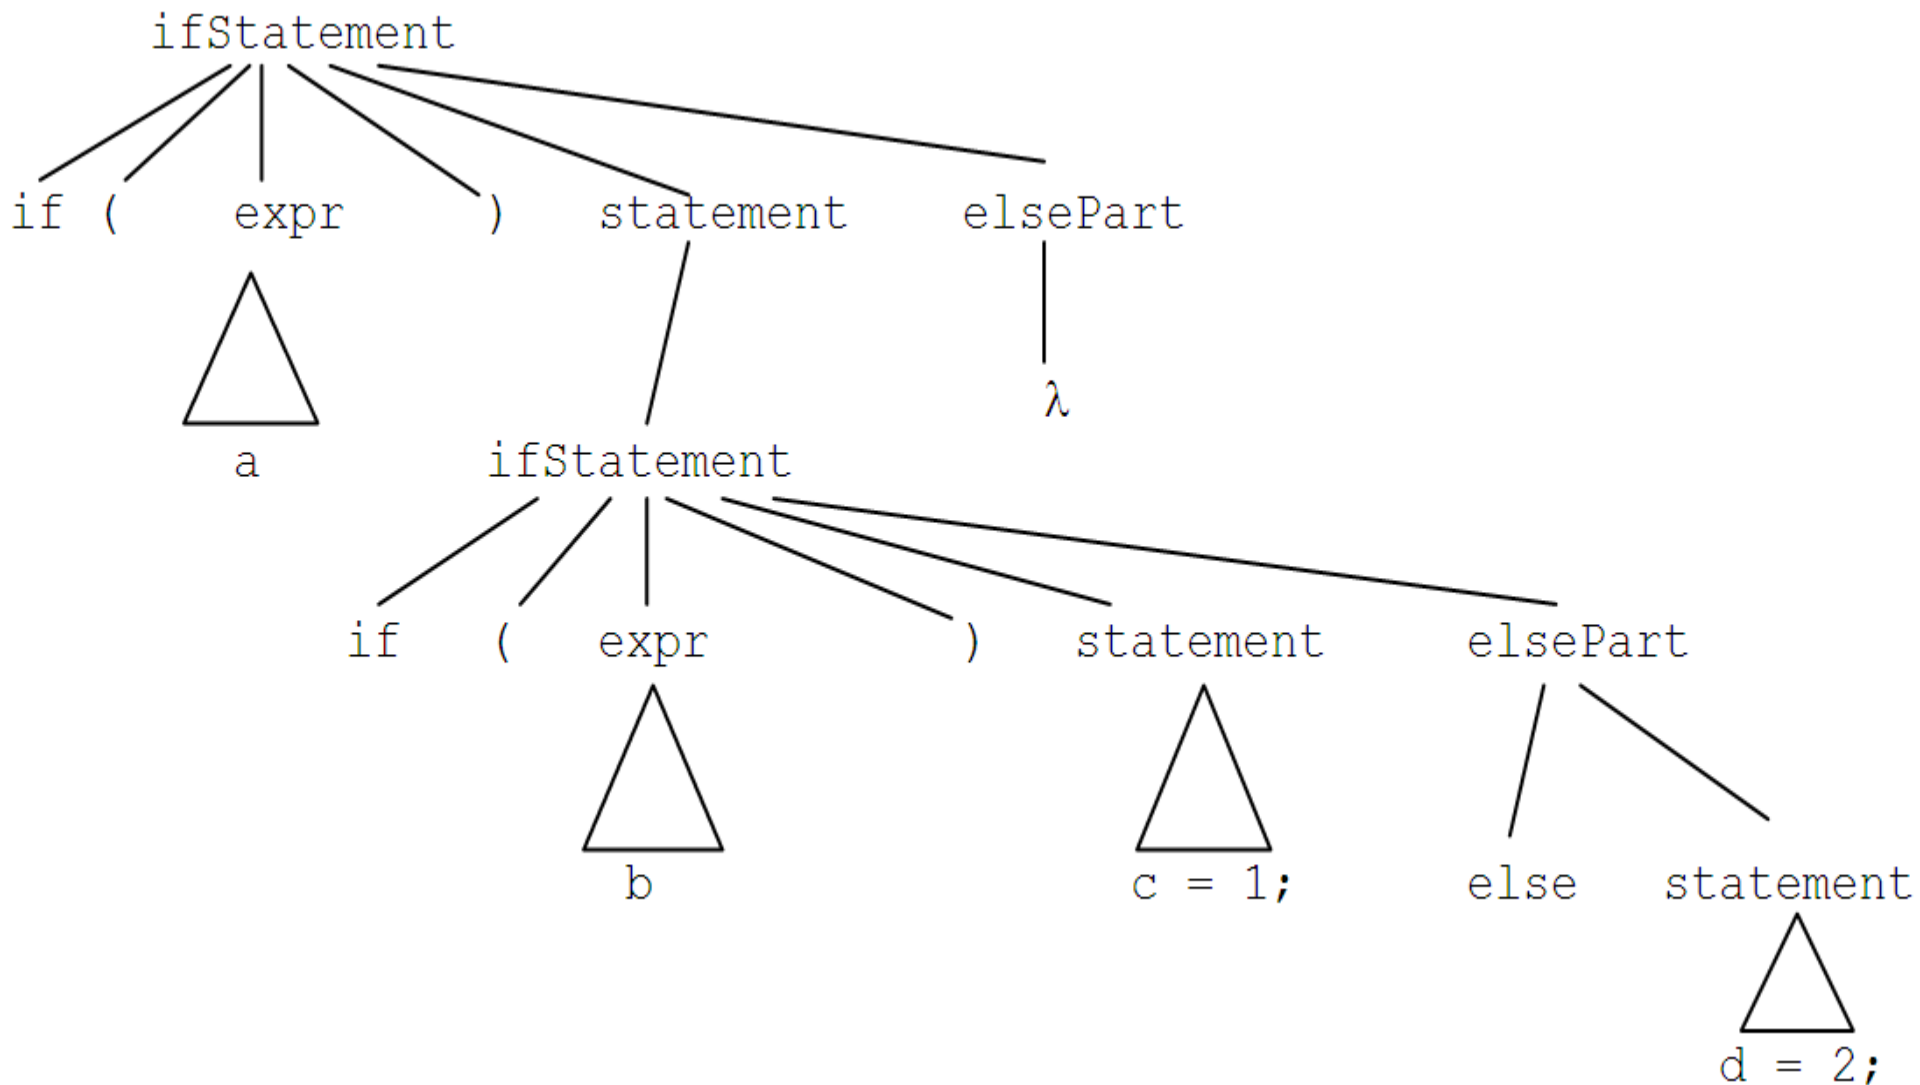 ifStatement
if ( expr ) statement elsePart
λ
a ifStatement
if ( expr ) statement elsePart
b c = 1; else statement
d = 2;